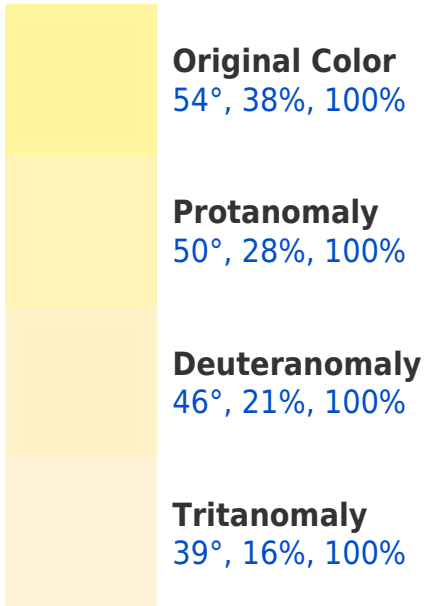 Original Color
54°, 38%, 100%
Protanomaly
50°, 28%, 100%
Deuteranomaly
46°, 21%, 100%
Tritanomaly
39°, 16%, 100%